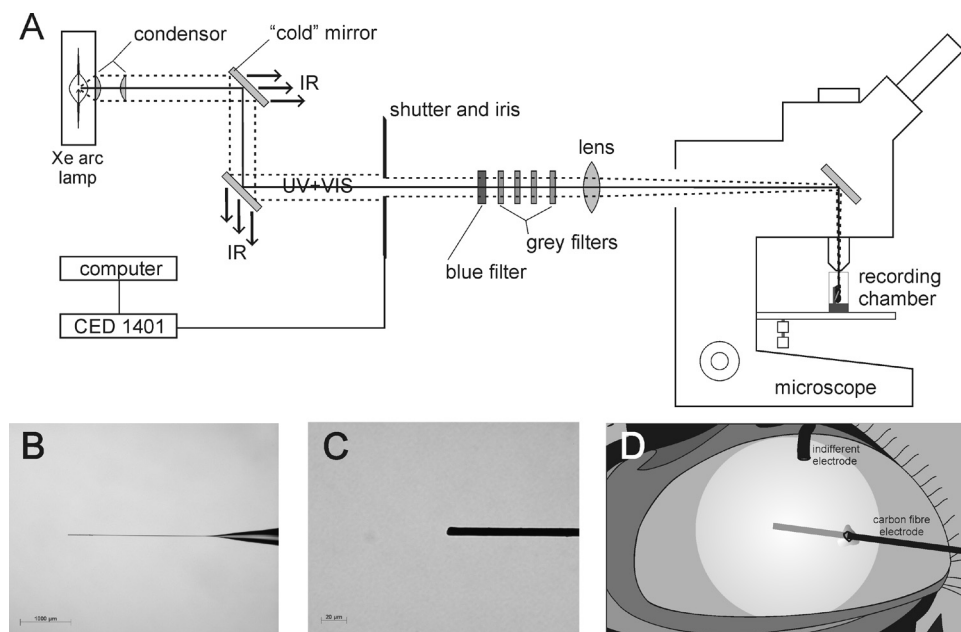 A
condensor
"cold" mirror
IR
shutter and iris
Xe arc
lamp
UV+VIS
lens
IR
grey filters
blue filter
computer
CED 1401
recording
chamber
microscope
B
1000 µm
C
20 µm
D
indifferent
electrode
carbon fibre
electrode